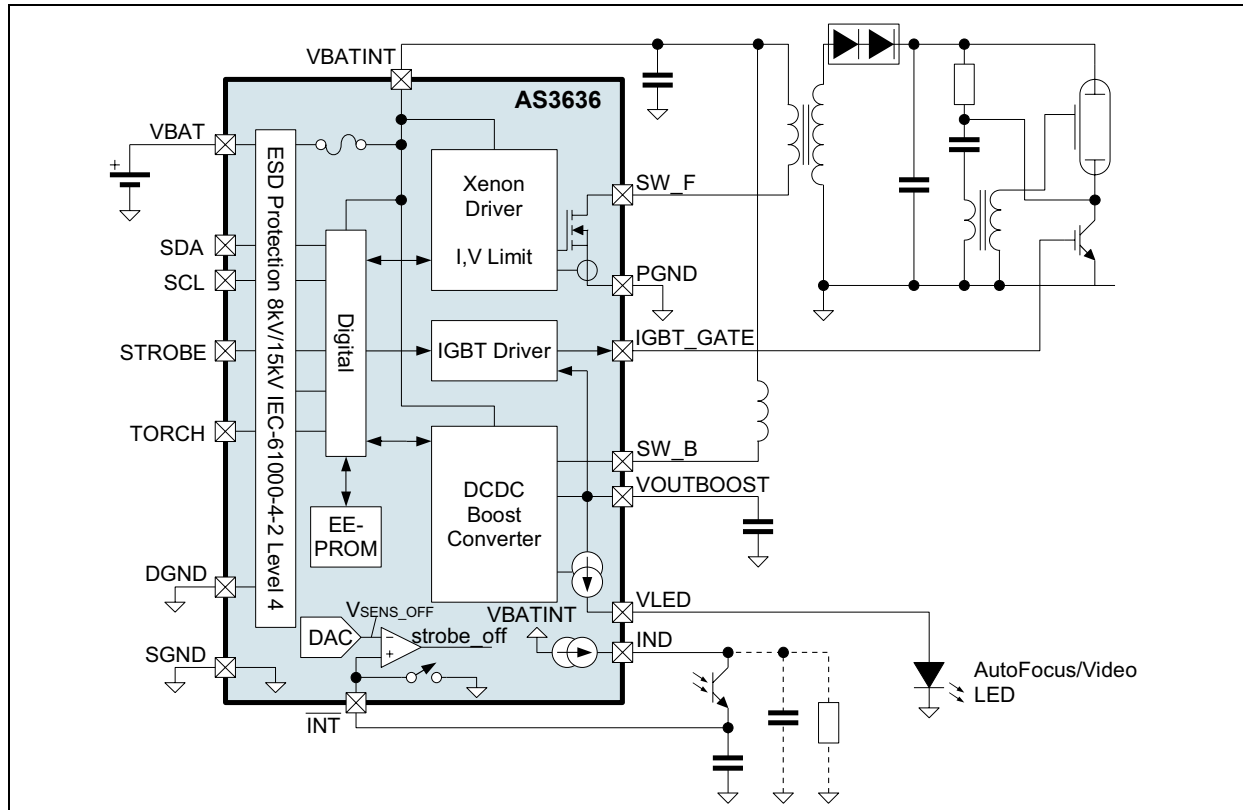 VBATINT
AS3636
VBAT
+
ESD Protection 8kV/15kV IEC-61000-4-2 Level 4
Xenon
Driver
I,V Limit
SW_F
SDA
SCL
PGND
Digital
STROBE
IGBT Driver
IGBT_GATE
TORCH
SW_B
DCDC
Boost
Converter
VOUTBOOST
EE-
PROM
DGND
VLED
VSENS_OFF
VBATINT
DAC
-
+
strobe_off
IND
SGND
AutoFocus/Video
LED
INT